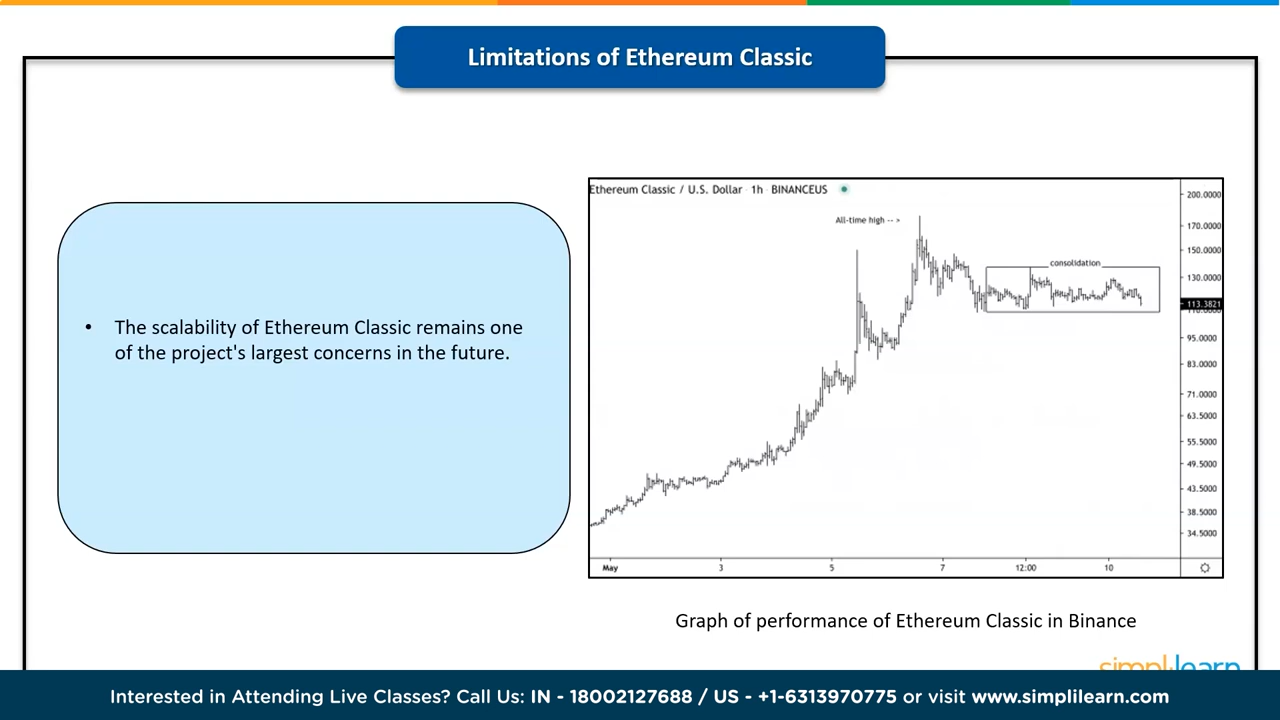 Limitations of Ethereum Classic
• The scalability of Ethereum Classic remains one
of the project's largest concerns in the future.
Ethereum Classic / U.S. Dollar 1h BINANCEUS
All-time high -- >
consolidation
200.0000
170.0000
150.0000
130.0000
113.3821
110.0000
95.0000
83.0000
71.0000
63.5000
55.5000
49.5000
43.5000
38.5000
34.5000
May 3 5 7 12:00 10
Graph of performance of Ethereum Classic in Binance
simplilearn
Interested in Attending Live Classes? Call Us: IN - 18002127688 / US - +1-6313970775 or visit www.simplilearn.com